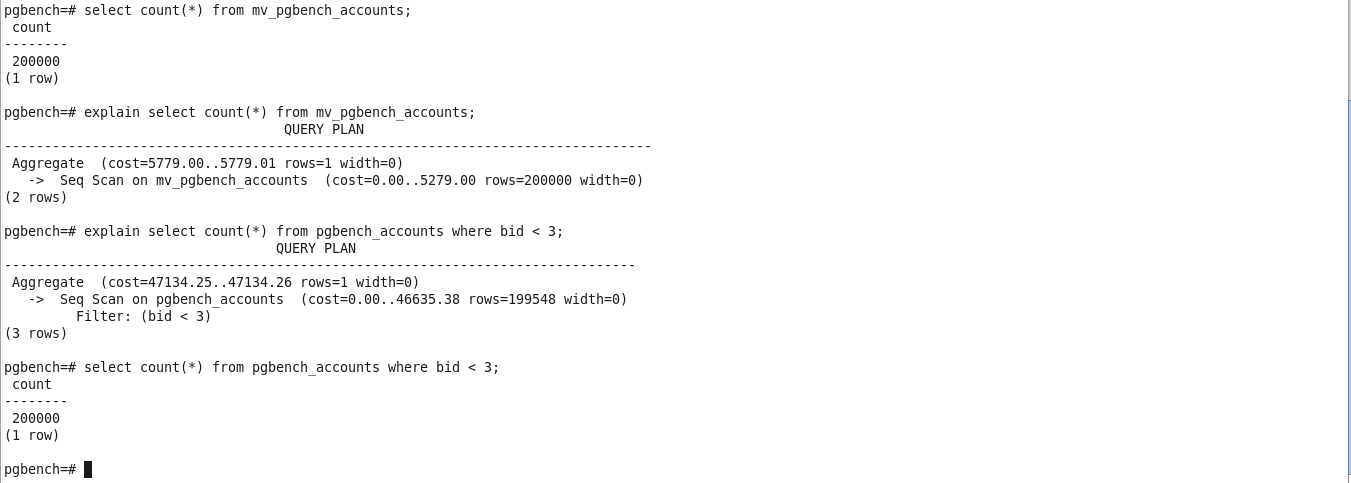 pgbench=# select count(*) from mv_pgbench_accounts;
 count
--------
 200000
(1 row)

pgbench=# explain select count(*) from mv_pgbench_accounts;
                                   QUERY PLAN
---------------------------------------------------------------------------------
 Aggregate  (cost=5779.00..5779.01 rows=1 width=0)
   ->  Seq Scan on mv_pgbench_accounts  (cost=0.00..5279.00 rows=200000 width=0)
(2 rows)

pgbench=# explain select count(*) from pgbench_accounts where bid < 3;
                                  QUERY PLAN
-------------------------------------------------------------------------------
 Aggregate  (cost=47134.25..47134.26 rows=1 width=0)
   ->  Seq Scan on pgbench_accounts  (cost=0.00..46635.38 rows=199548 width=0)
         Filter: (bid < 3)
(3 rows)

pgbench=# select count(*) from pgbench_accounts where bid < 3;
 count
--------
 200000
(1 row)

pgbench=#